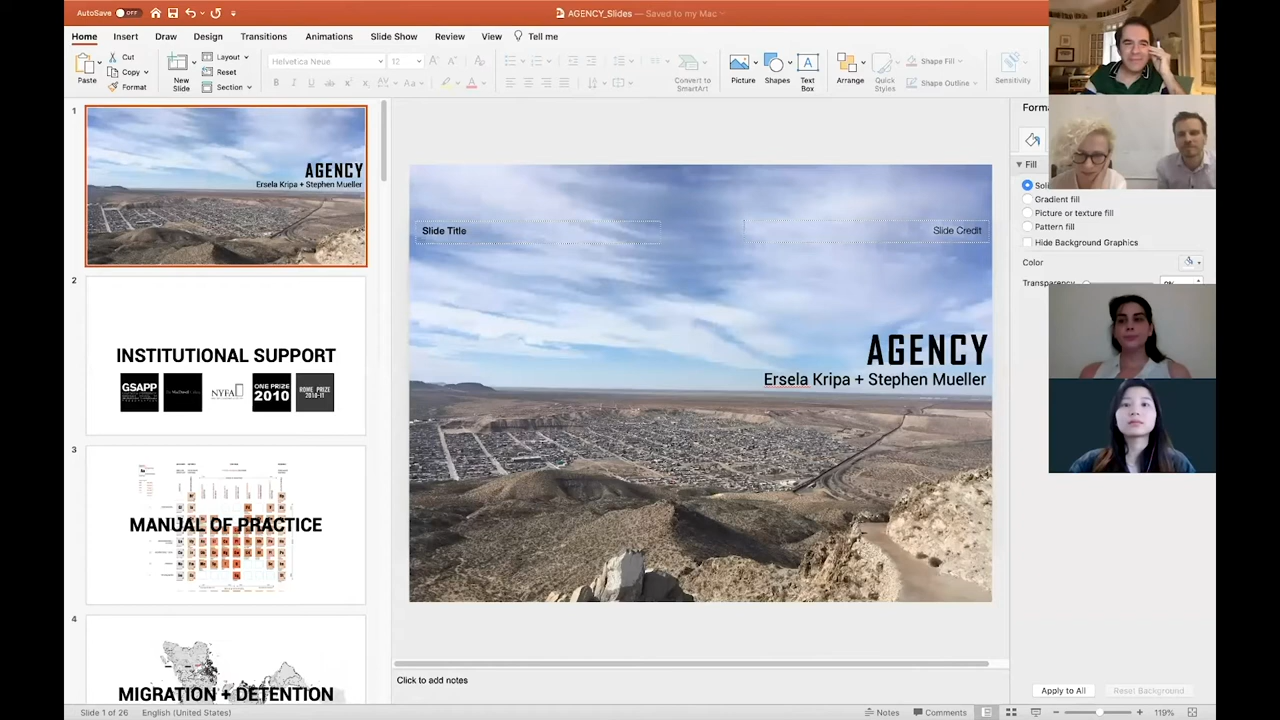 AutoSave OFF
AGENCY_Slides — Saved to my Mac
Home Insert Draw Design Transitions Animations Slide Show Review View Tell me
Paste
Cut
Copy
Format
New Slide
Layout
Reset
Section
Helvetica Neue 12
Convert to SmartArt
Picture
Shapes
Text Box
Arrange
Quick Styles
Shape Fill
Shape Outline
Sensitivity
1
AGENCY
Ersela Kripa + Stephen Mueller
2
INSTITUTIONAL SUPPORT
GSAPP
NYFA
ONE PRIZE 2010
ROME PRIZE 2010-11
3
MANUAL OF PRACTICE
4
MIGRATION + DETENTION
Slide Title
Slide Credit
AGENCY
Ersela Kripa + Stephen Mueller
Click to add notes
Fill
Gradient fill
Picture or texture fill
Pattern fill
Hide Background Graphics
Color
Transparency
Apply to All
Reset Background
Slide 1 of 26
English (United States)
Notes
Comments
119%